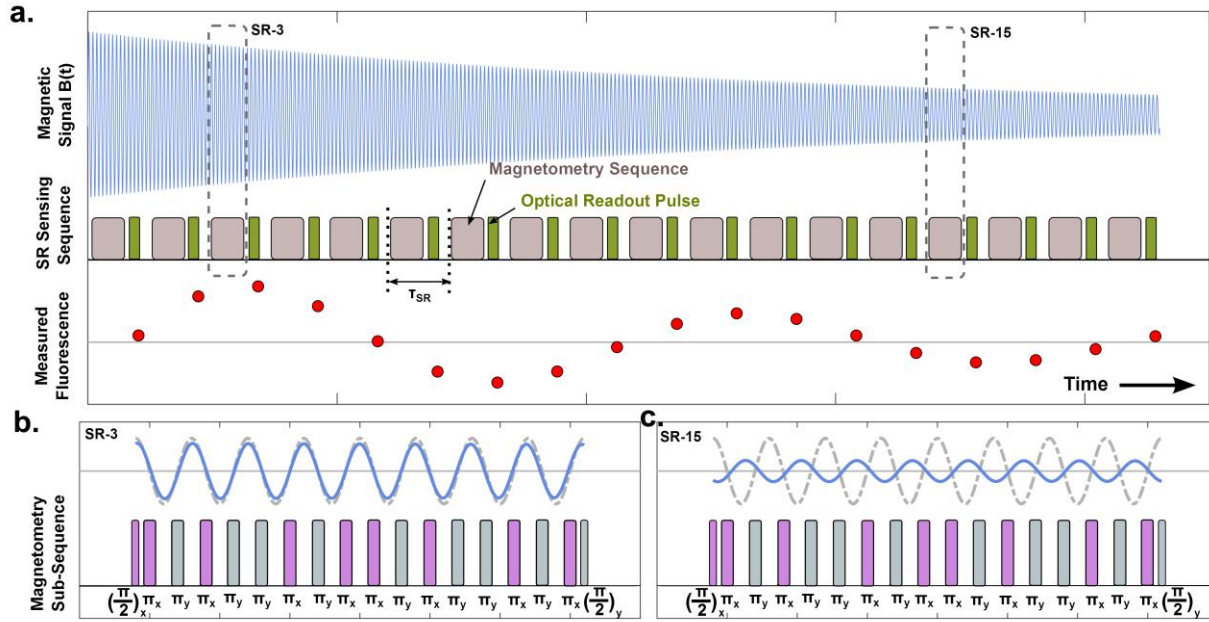 a.
SR-3
SR-15
Magnetic
Signal B(t)
Magnetometry Sequence
Optical Readout Pulse
SR Sensing
Sequence
τSR
Measured
Fluorescence
Time
b.
SR-3
c.
SR-15
Magnetometry
Sub-Sequence
(π/2)x πx πy πx πy πy πx πy πx πx πy πx πy πy πx πy πx (π/2)y
(π/2)x πx πy πx πy πy πx πy πx πx πy πx πy πy πx πy πx (π/2)y